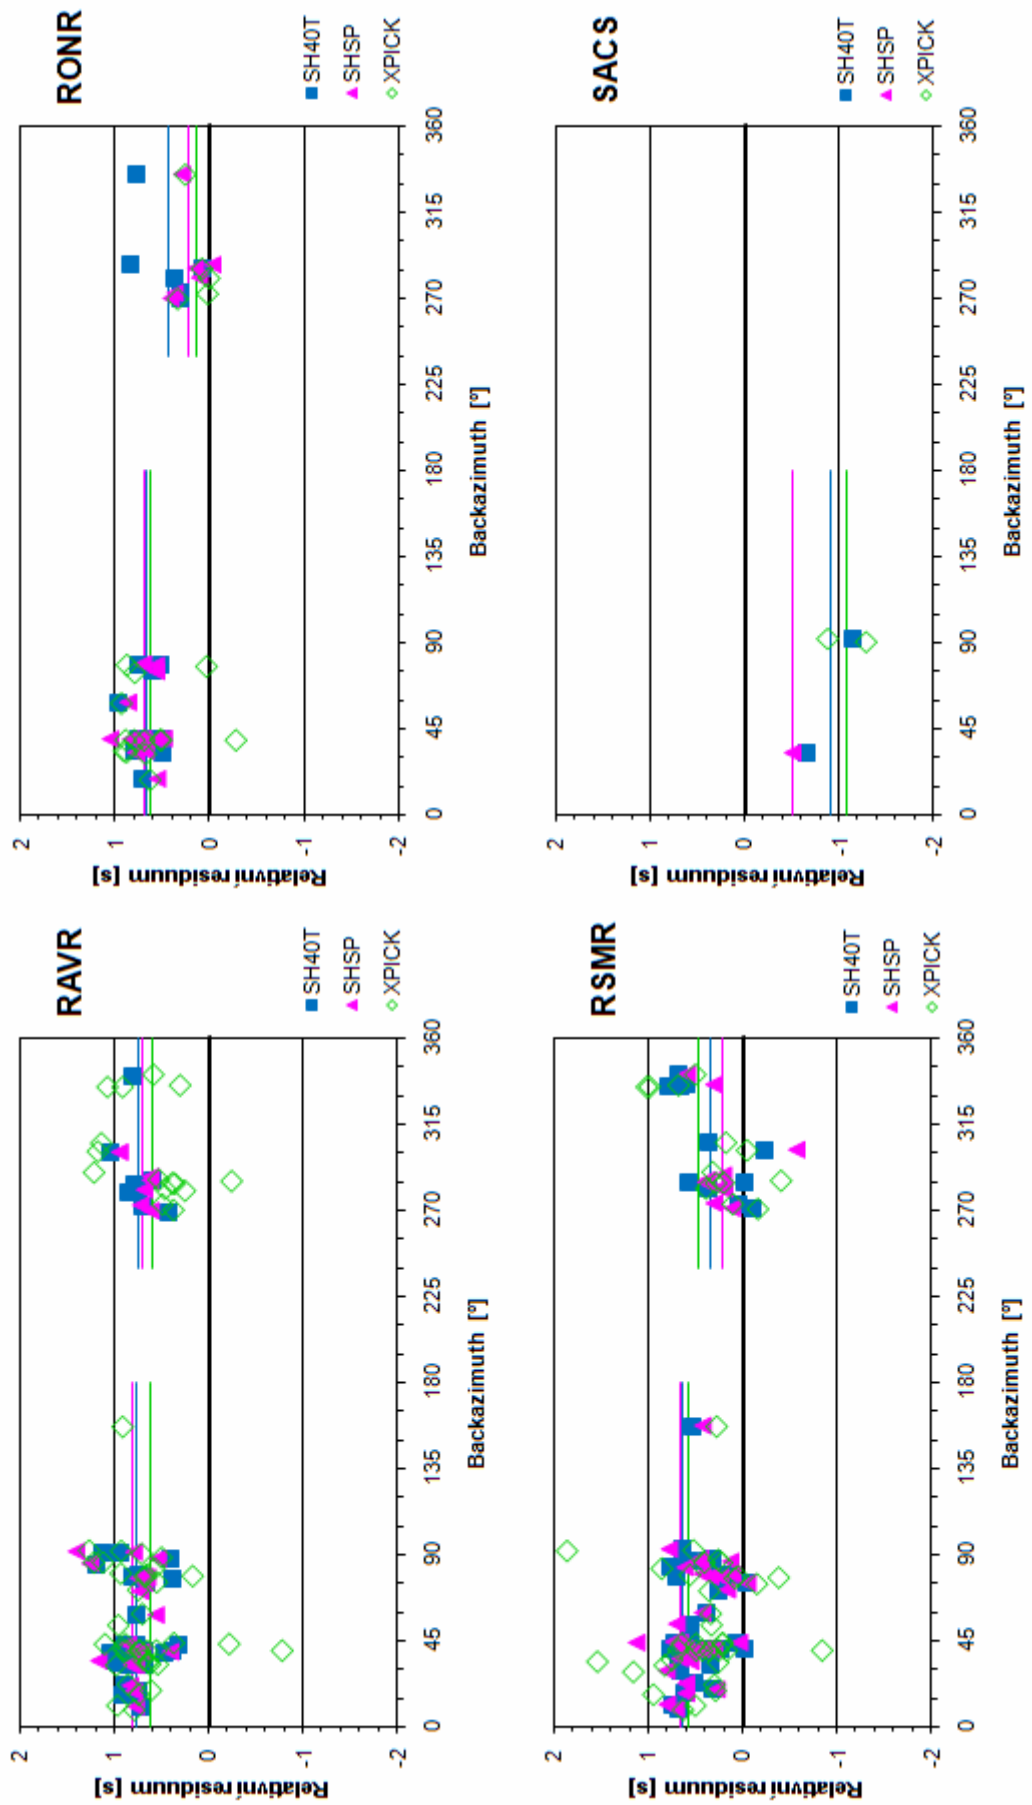 RAVR
2
1
0
-1
-2
Relativní residuum [s]
0 45 90 135 180 225 270 315 360
Backazimuth [°]
SH40T
SHSP
XPICK
RONR
2
1
0
-1
-2
Relativní residuum [s]
0 45 90 135 180 225 270 315 360
Backazimuth [°]
SH40T
SHSP
XPICK
RSMR
2
1
0
-1
-2
Relativní residuum [s]
0 45 90 135 180 225 270 315 360
Backazimuth [°]
SH40T
SHSP
XPICK
SACS
2
1
0
-1
-2
Relativní residuum [s]
0 45 90 135 180 225 270 315 360
Backazimuth [°]
SH40T
SHSP
XPICK